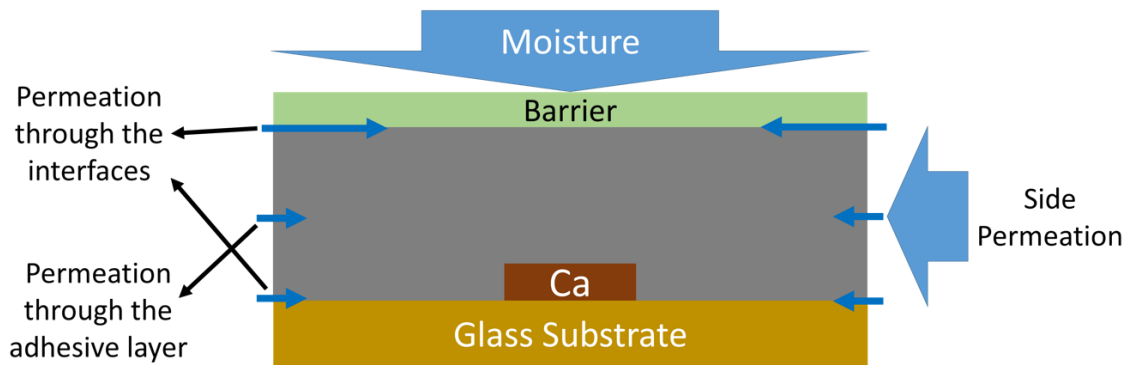 Moisture
Barrier
Permeation
through the
interfaces
Side
Permeation
Permeation
through the
adhesive layer
Ca
Glass Substrate